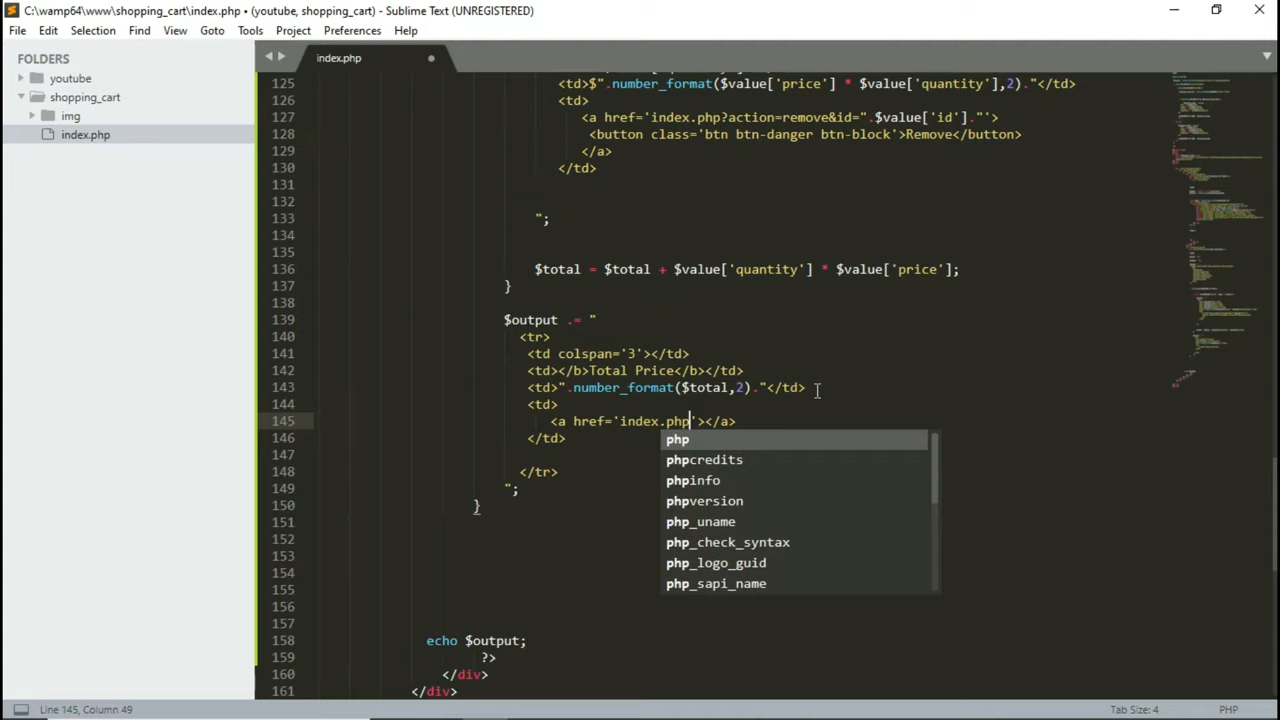 C:\wamp64\www\shopping_cart\index.php • (youtube, shopping_cart) - Sublime Text (UNREGISTERED)
File Edit Selection Find View Goto Tools Project Preferences Help
FOLDERS
youtube
shopping_cart
img
index.php
index.php
125 <td>$".number_format($value['price'] * $value['quantity'],2)."</td>
126 <td>
127 <a href='index.php?action=remove&id=".$value['id']."'>
128 <button class='btn btn-danger btn-block'>Remove</button>
129 </a>
130 </td>
131
132
133 ";
134
135
136 $total = $total + $value['quantity'] * $value['price'];
137 }
138
139 $output .= "
140 <tr>
141 <td colspan='3'></td>
142 <td></b>Total Price</b></td>
143 <td>".number_format($total,2)."</td>
144 <td>
145 <a href='index.php'></a>
146 </td>
147
148 </tr>
149 ";
150 }
151
152
153
154
155
156
157
158 echo $output;
159 ?>
160 </div>
161 </div>
php
phpcredits
phpinfo
phpversion
php_uname
php_check_syntax
php_logo_guid
php_sapi_name
Line 145, Column 49
Tab Size: 4
PHP